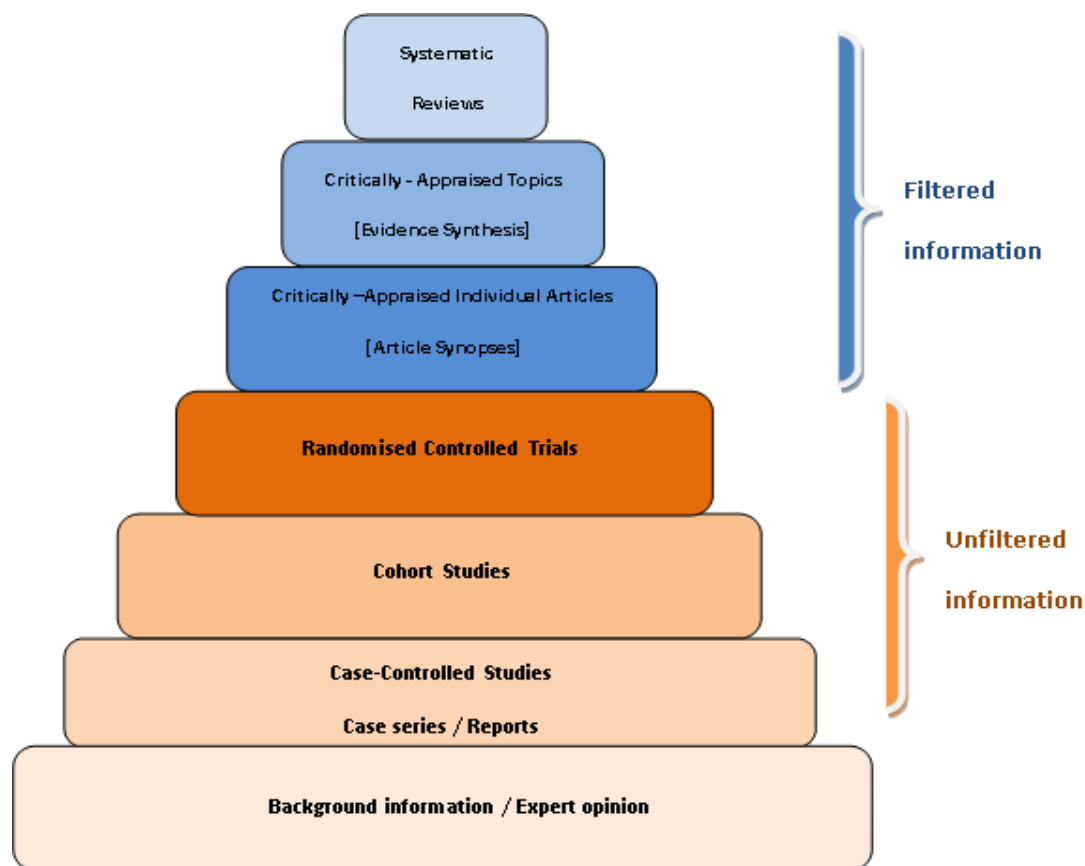 Systematic
Reviews
Critically - Appraised Topics
[Evidence Synthesis]
Critically –Appraised Individual Articles
[Article Synopses]
Filtered
information
Randomised Controlled Trials
Cohort Studies
Case-Controlled Studies
Case series / Reports
Unfiltered
information
Background information / Expert opinion